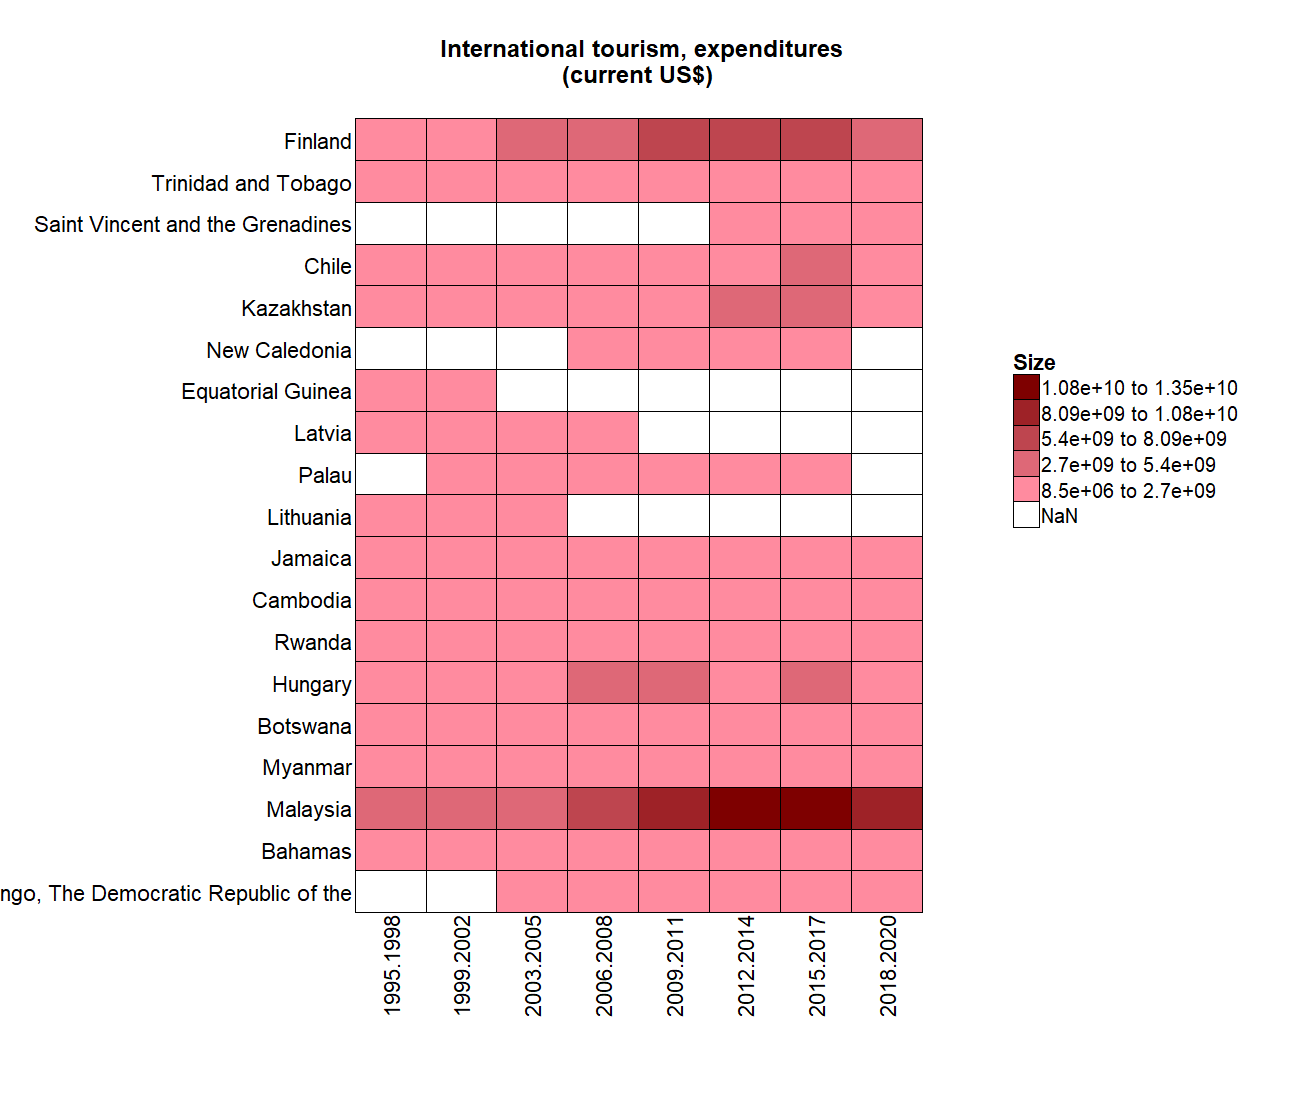 International tourism, expenditures
(current US$)
Finland
Trinidad and Tobago
Saint Vincent and the Grenadines
Chile
Kazakhstan
New Caledonia
Equatorial Guinea
Latvia
Palau
Lithuania
Jamaica
Cambodia
Rwanda
Hungary
Botswana
Myanmar
Malaysia
Bahamas
ngo, The Democratic Republic of the
1995.1998
1999.2002
2003.2005
2006.2008
2009.2011
2012.2014
2015.2017
2018.2020
Size
1.08e+10 to 1.35e+10
8.09e+09 to 1.08e+10
5.4e+09 to 8.09e+09
2.7e+09 to 5.4e+09
8.5e+06 to 2.7e+09
NaN